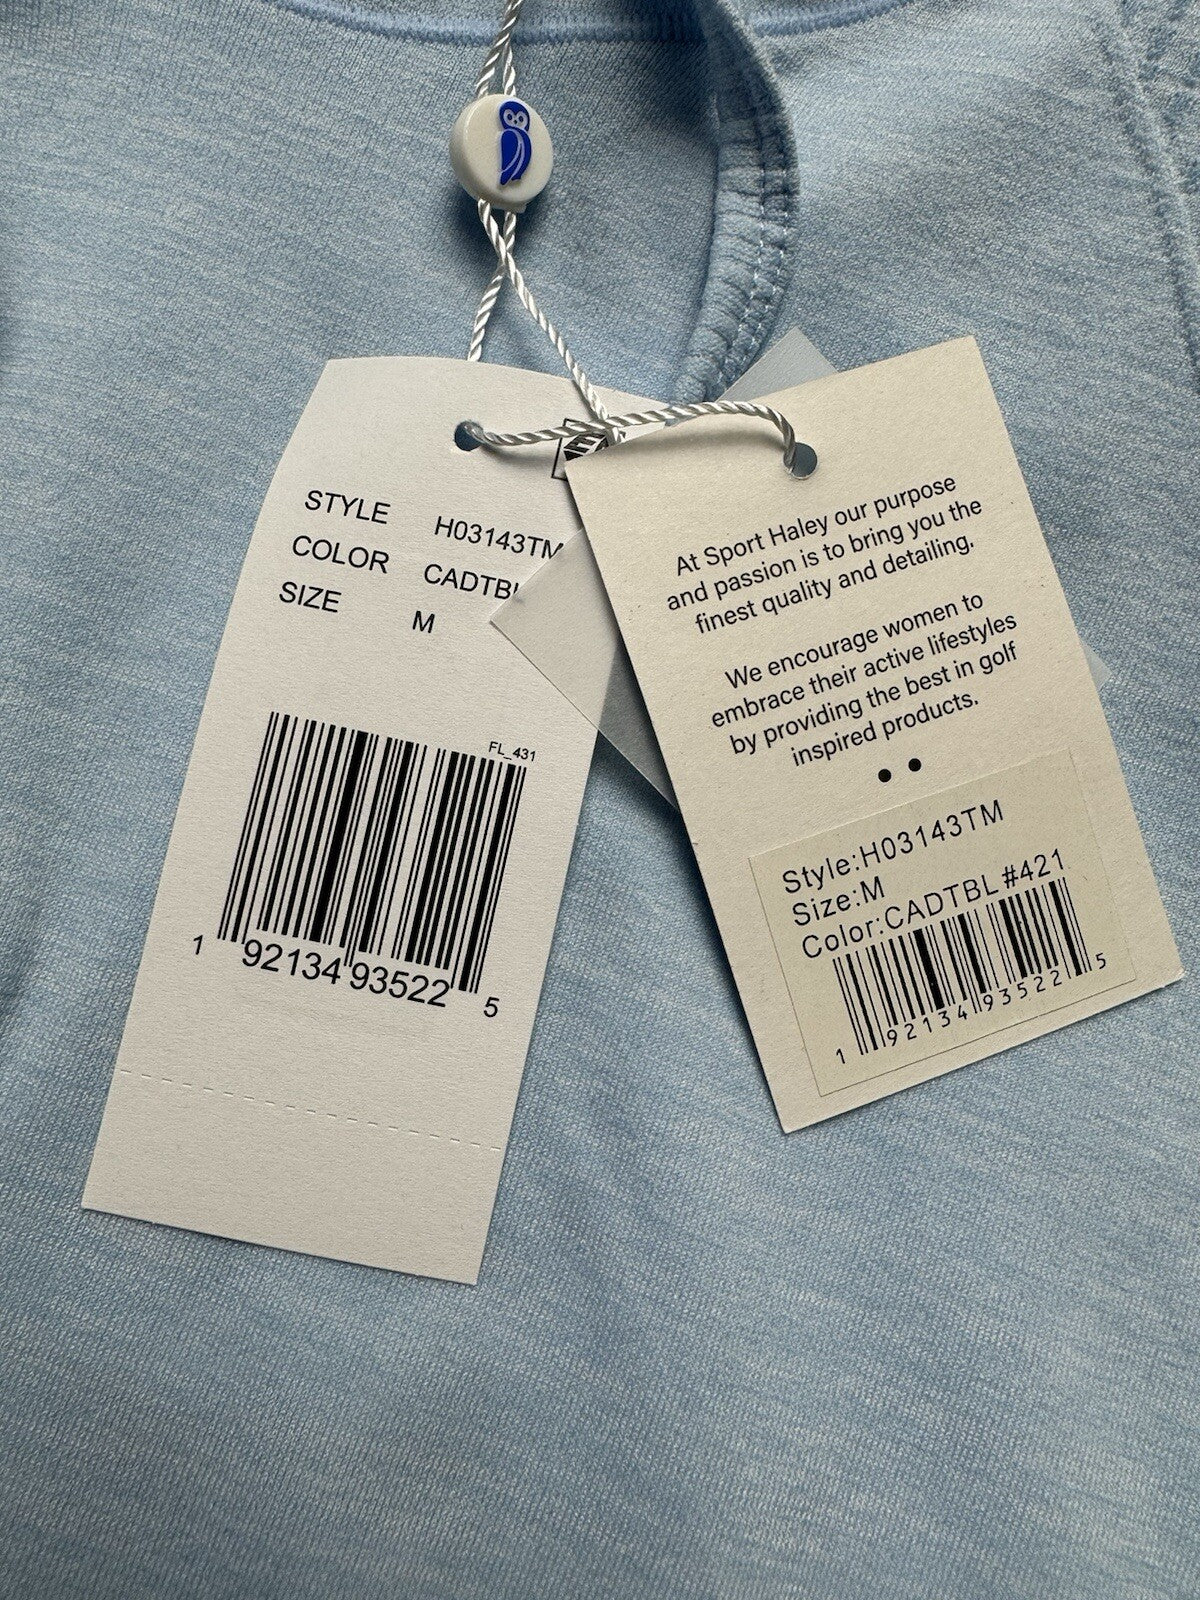 STYLE H03143TM
COLOR CADTBL
SIZE M
FL_431
1 92134 93522 5
At Sport Haley our purpose
and passion is to bring you the
finest quality and detailing.
We encourage women to
embrace their active lifestyles
by providing the best in golf
inspired products.
Style:H03143TM
Size:M
Color:CADTBL #421
1 92134 93522 5